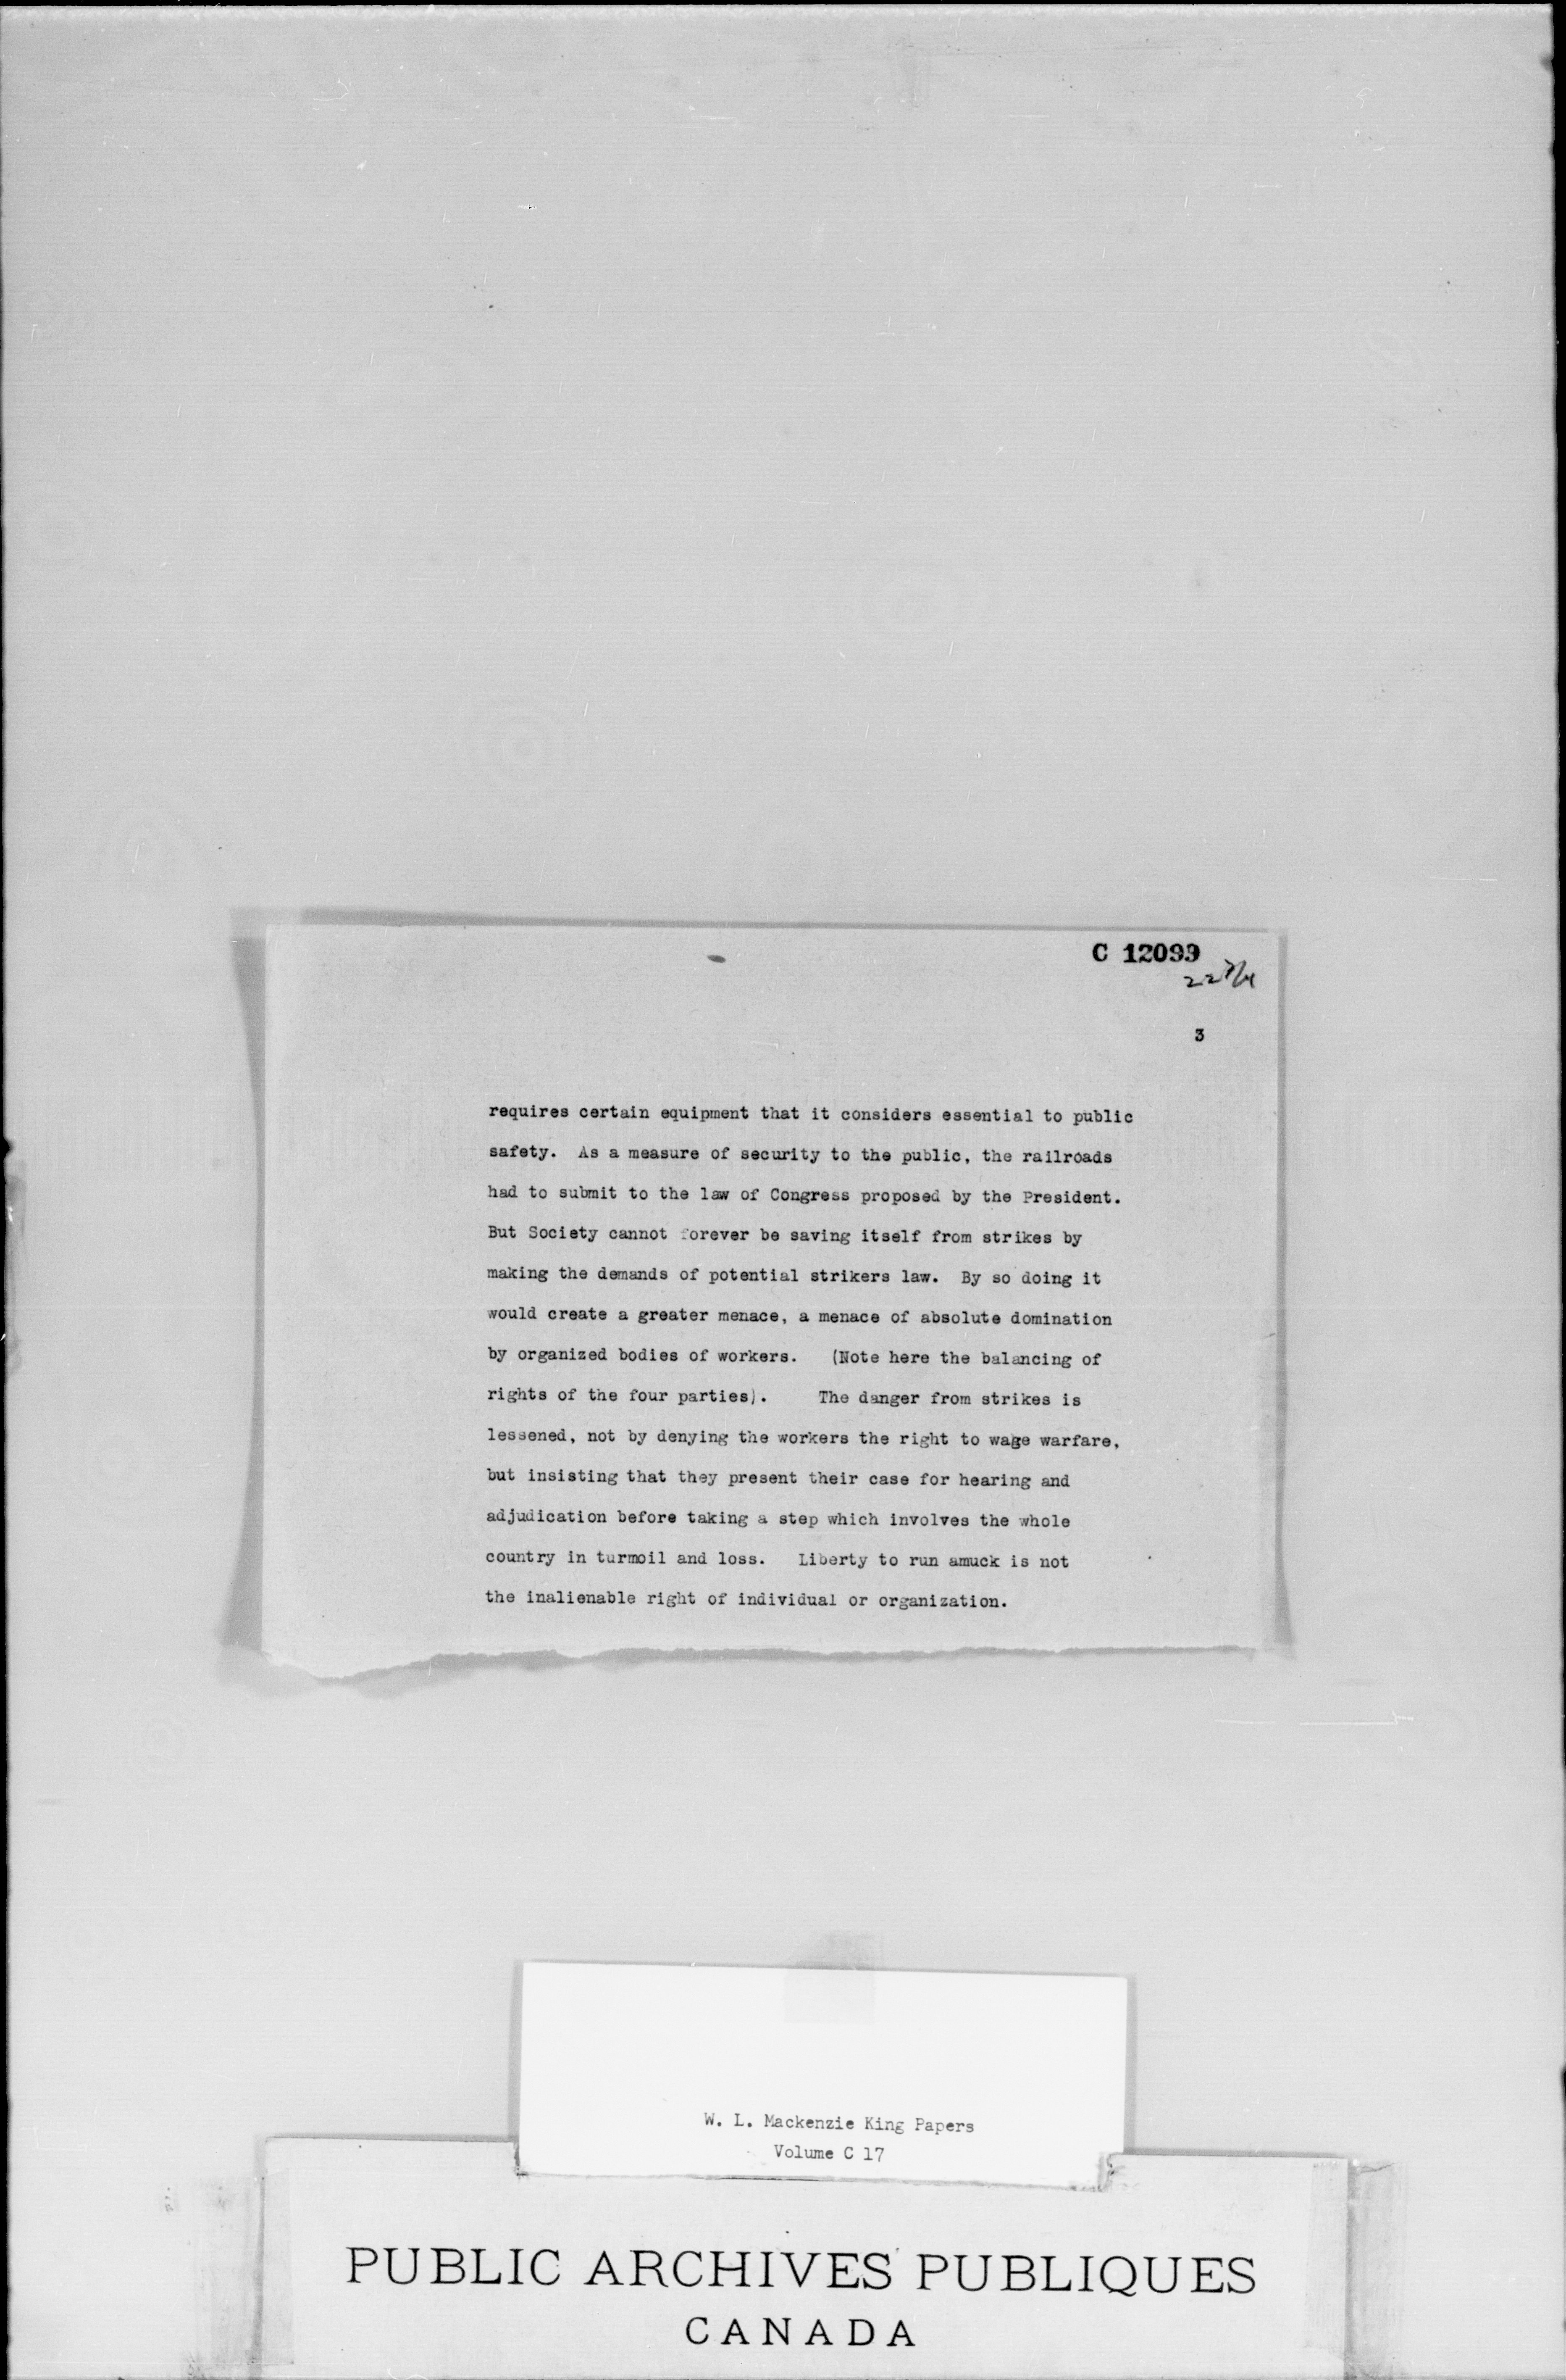 C 12099
3
requires certain equipment that it considers essential to public
safety. As a measure of security to the public, the railroads
had to submit to the law of Congress proposed by the President.
But Society cannot forever be saving itself from strikes by
making the demands of potential strikers law. By so doing it
would create a greater menace, a menace of absolute domination
by organized bodies of workers. (Note here the balancing of
rights of the four parties). The danger from strikes is
lessened, not by denying the workers the right to wage warfare,
but insisting that they present their case for hearing and
adjudication before taking a step which involves the whole
country in turmoil and loss. Liberty to run amuck is not
the inalienable right of individual or organization.
W. L. Mackenzie King Papers
Volume C 17
PUBLIC ARCHIVES PUBLIQUES
CANADA